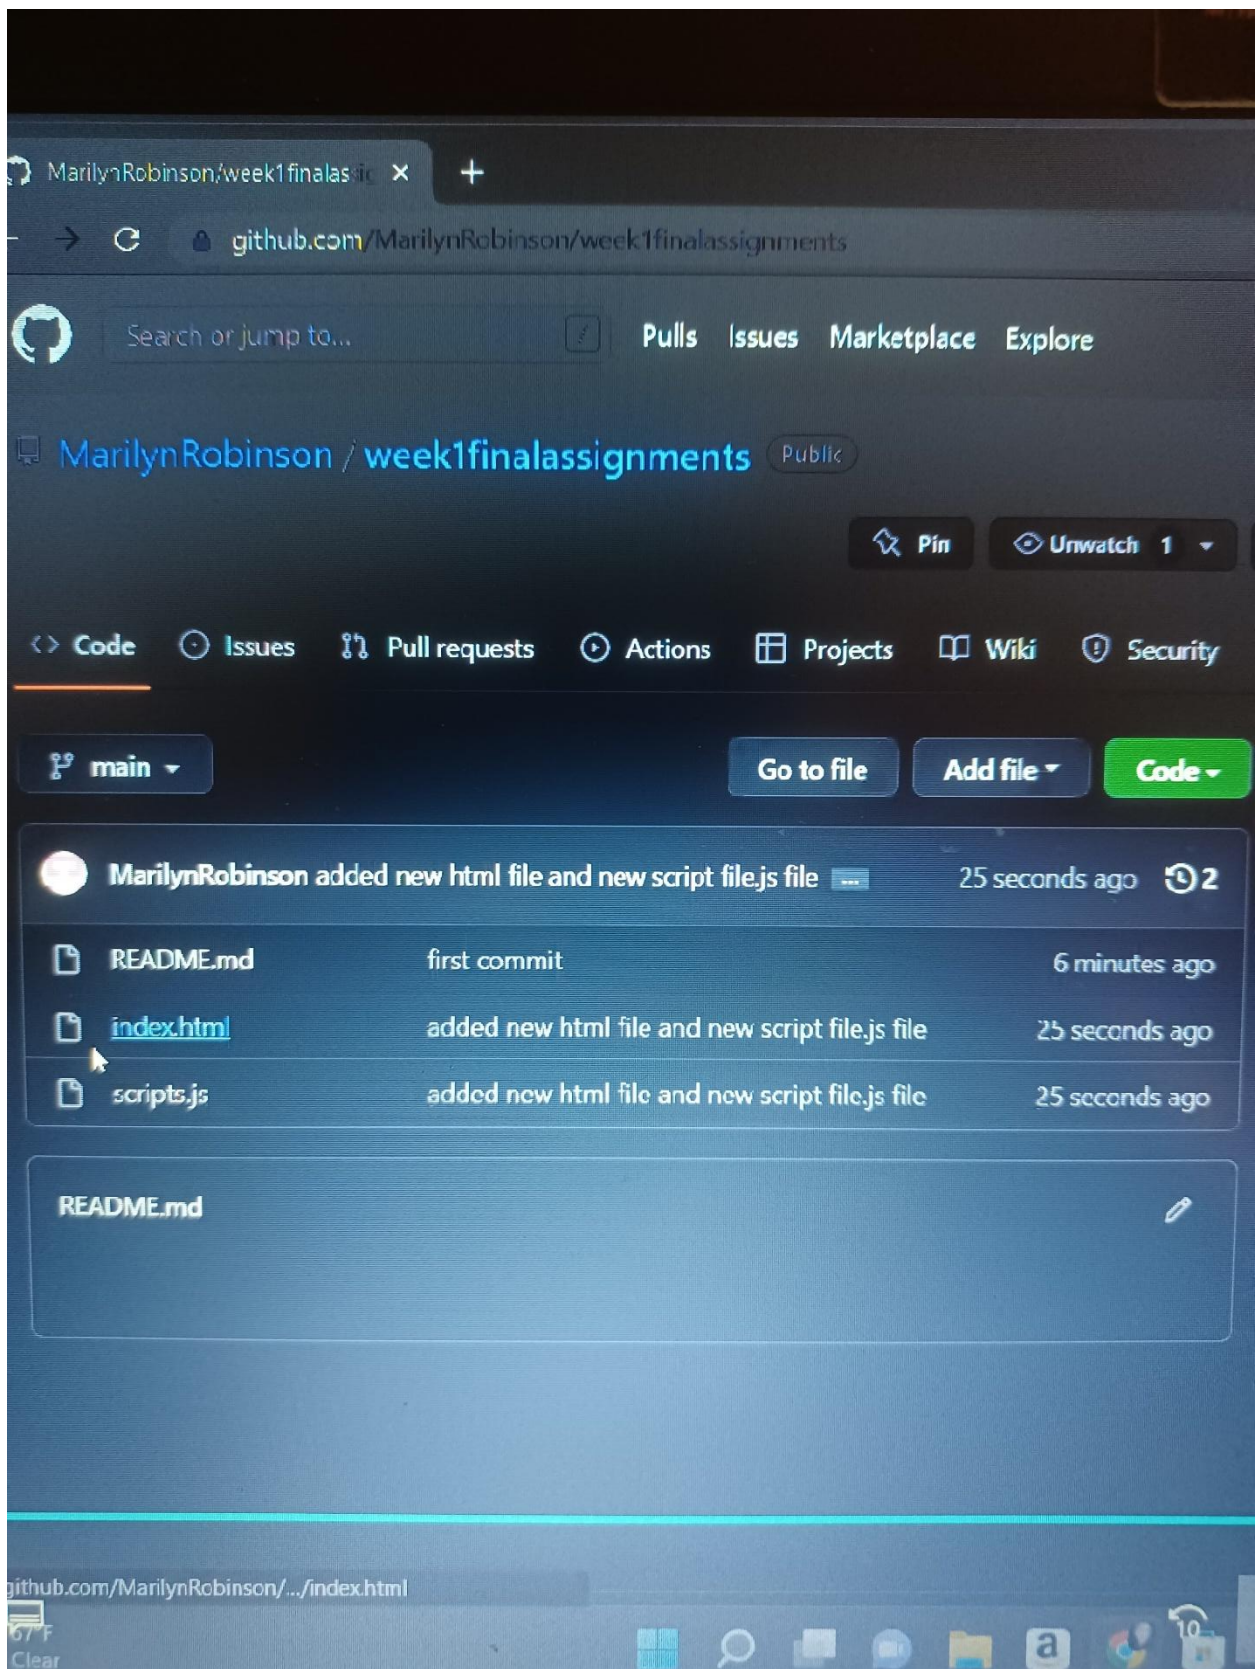 MarilynRobinson/week1finalas
github.com/MarilynRobinson/week1finalassignments
Search or jump to... / Pulls Issues Marketplace Explore
MarilynRobinson / week1finalassignments Public
Pin Unwatch 1
Code Issues Pull requests Actions Projects Wiki Security
main Go to file Add file Code
MarilynRobinson added new html file and new script file.js file ... 25 seconds ago 2
README.md first commit 6 minutes ago
index.html added new html file and new script file.js file 25 seconds ago
scripts.js added new html file and new script file.js file 25 seconds ago
README.md
github.com/MarilynRobinson/.../index.html
67°F
Clear
a
10